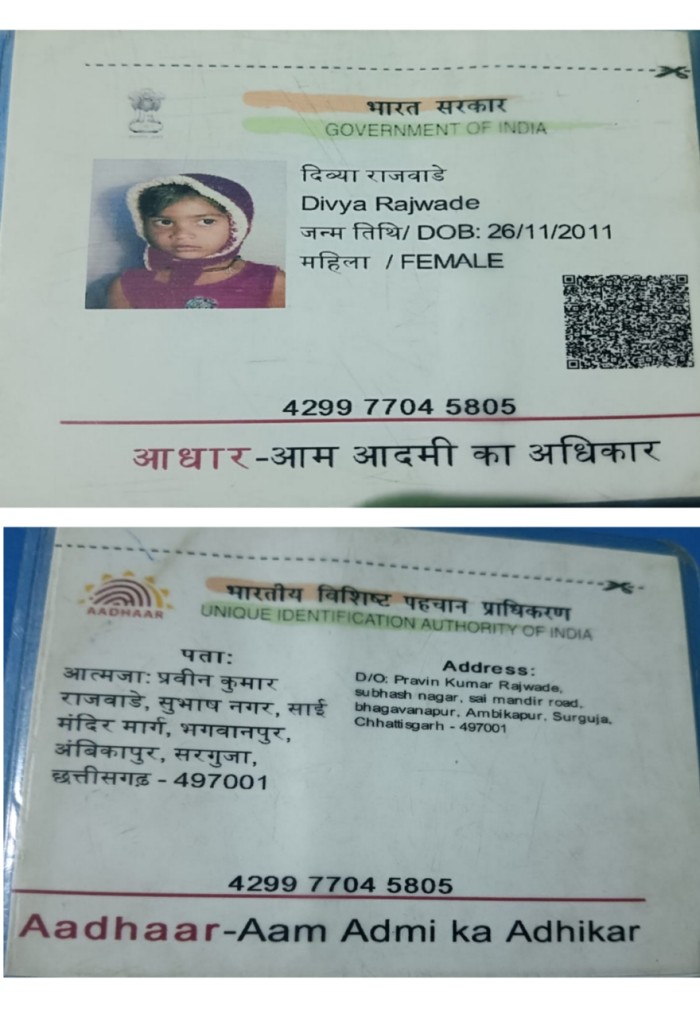 भारत सरकार
GOVERNMENT OF INDIA
दिव्या राजवाडे
Divya Rajwade
जन्म तिथि/ DOB: 26/11/2011
महिला / FEMALE
4299 7704 5805
आधार-आम आदमी का अधिकार
AADHAAR
भारतीय विशिष्ट पहचान प्राधिकरण
UNIQUE IDENTIFICATION AUTHORITY OF INDIA
पता:
आत्मजा: प्रवीन कुमार
राजवाडे, सुभाष नगर, साई
मंदिर मार्ग, भगवानपुर,
अंबिकापुर, सरगुजा,
छत्तीसगढ़ - 497001
Address:
D/O: Pravin Kumar Rajwade,
subhash nagar, sai mandir road,
bhagavanapur, Ambikapur, Surguja,
Chhattisgarh - 497001
4299 7704 5805
Aadhaar-Aam Admi ka Adhikar